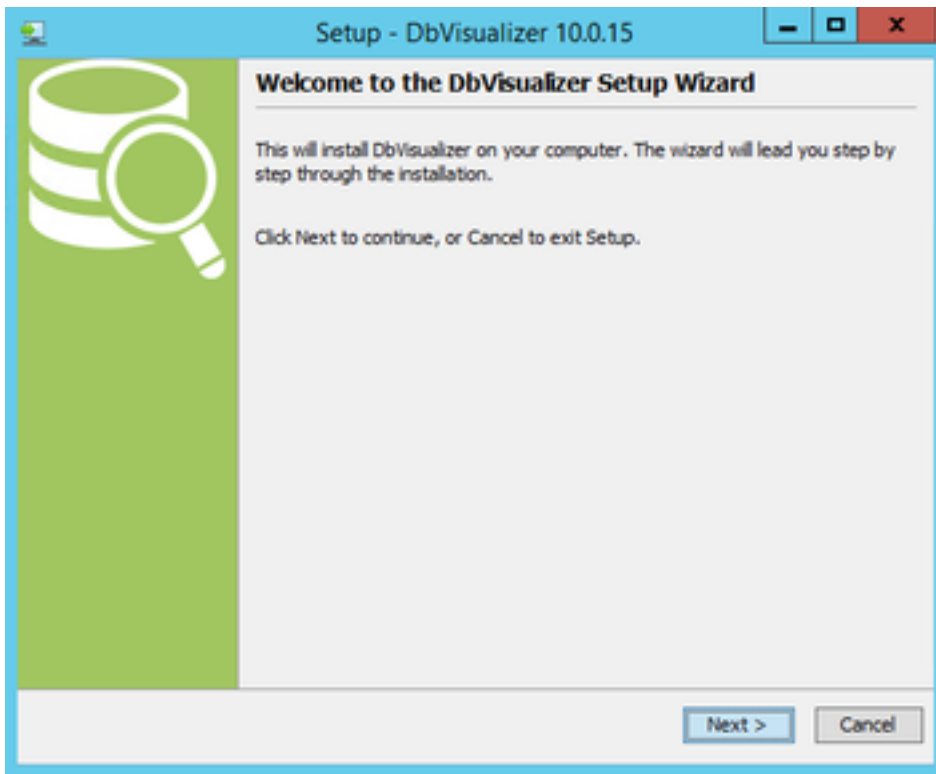 Setup - DbVisualizer 10.0.15
Welcome to the DbVisualizer Setup Wizard
This will install DbVisualizer on your computer. The wizard will lead you step by
step through the installation.
Click Next to continue, or Cancel to exit Setup.
Next >
Cancel